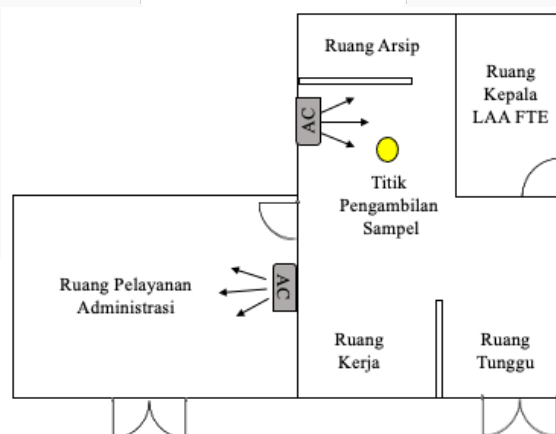 Ruang Arsip
Ruang
Kepala
LAA FTE
AC
Titik
Pengambilan
Sampel
Ruang Pelayanan
Administrasi
AC
Ruang
Kerja
Ruang
Tunggu